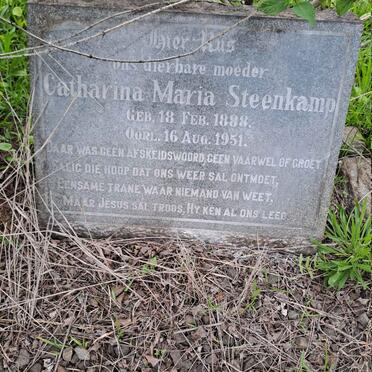 Hier Rus
Ons dierbare moeder
Catharina Maria Steenkamp
Geb. 18 Feb. 1888.
Oorl. 16 Aug. 1951.
Daar was geen afskeidswoord, geen vaarwel of groet
Salig die hoop dat ons weer sal ontmoet,
Eensame trane waar niemand van weet,
Maar Jesus sal troos, Hy ken al ons leed.